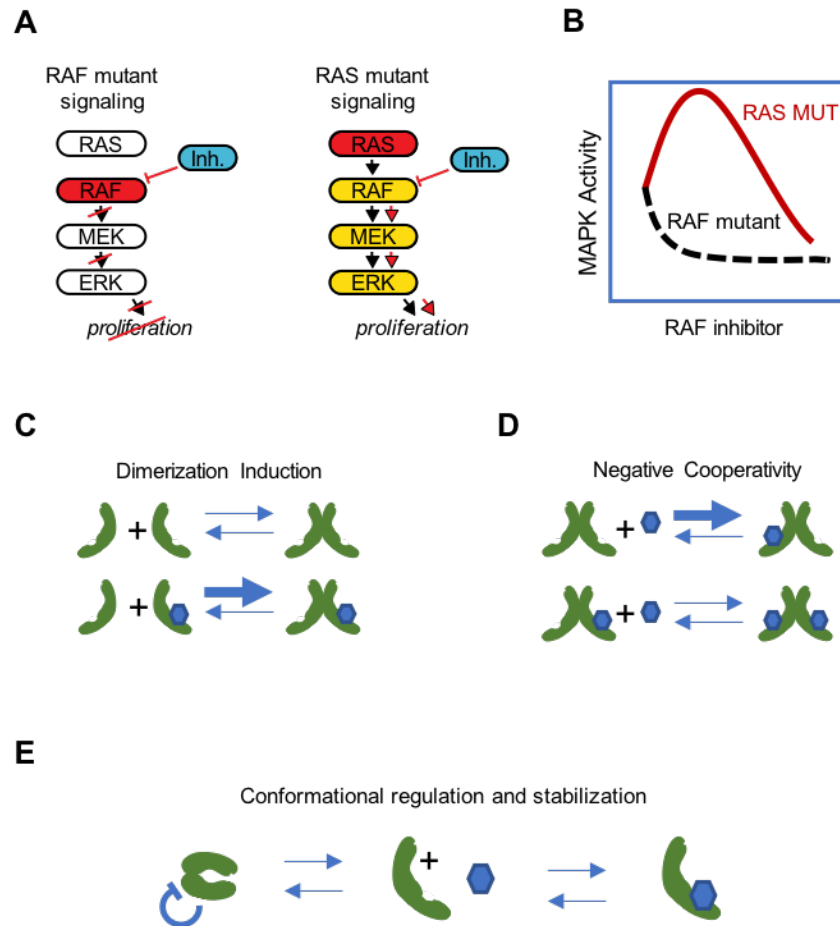 A
RAF mutant
signaling
RAS
Inh.
RAF
MEK
ERK
proliferation
RAS mutant
signaling
RAS
Inh.
RAF
MEK
ERK
proliferation
B
MAPK Activity
RAS MUT
RAF mutant
RAF inhibitor
C
Dimerization Induction
+
+
D
Negative Cooperativity
+
+
E
Conformational regulation and stabilization
+